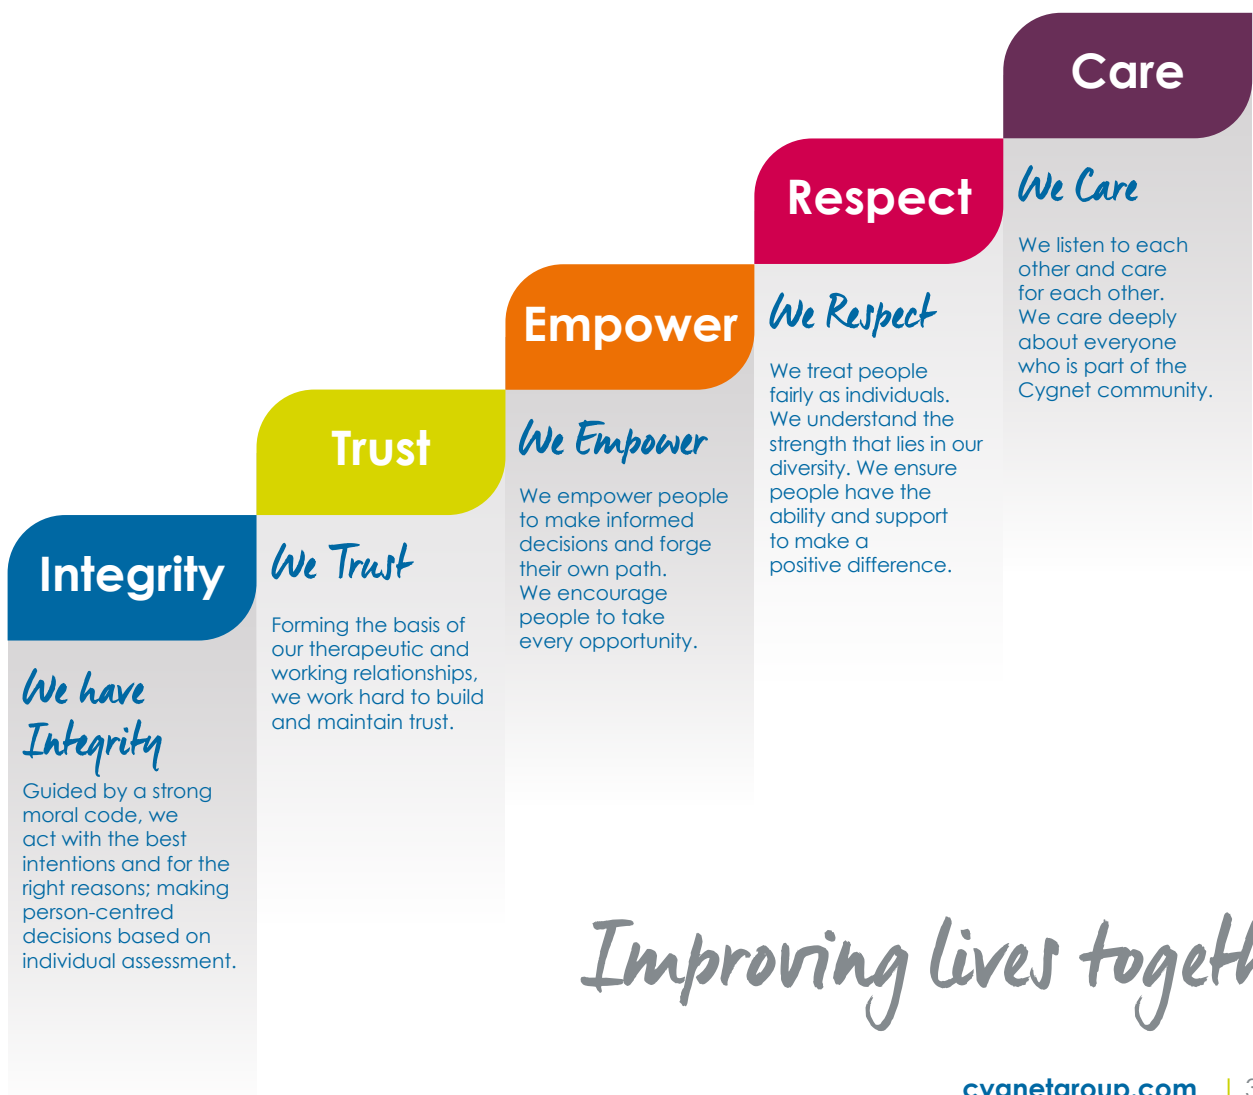 Care
We Care
We listen to each
other and care
for each other.
We care deeply
about everyone
who is part of the
Cygnet community.
Respect
We Respect
We treat people
fairly as individuals.
We understand the
strength that lies in our
diversity. We ensure
people have the
ability and support
to make a
positive difference.
Empower
We Empower
We empower people
to make informed
decisions and forge
their own path.
We encourage
people to take
every opportunity.
Trust
We Trust
Forming the basis of
our therapeutic and
working relationships,
we work hard to build
and maintain trust.
Integrity
We have
Integrity
Guided by a strong
moral code, we
act with the best
intentions and for the
right reasons; making
person-centred
decisions based on
individual assessment.
Improving lives togeth
cygnetgroup.com | 3